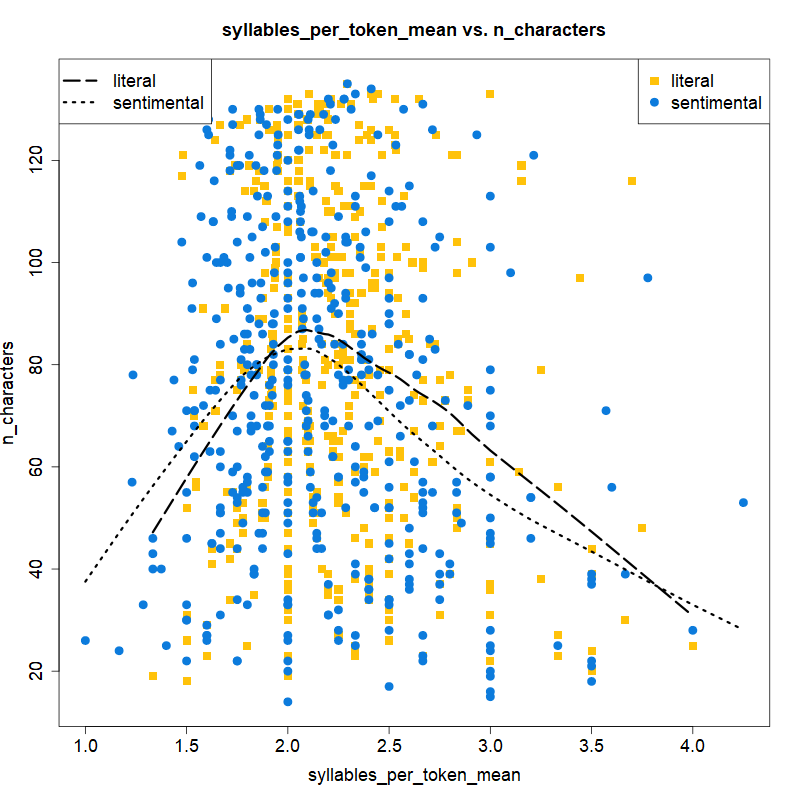 syllables_per_token_mean vs. n_characters
literal
sentimental
literal
sentimental
n_characters
120
100
80
60
40
20
1.0 1.5 2.0 2.5 3.0 3.5 4.0
syllables_per_token_mean